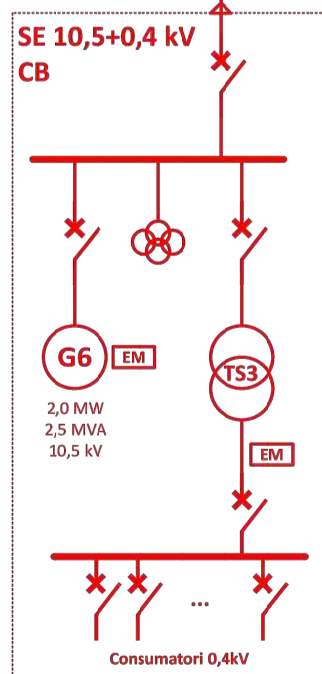 SE 10,5+0,4 kV
CB
G6
EM
2,0 MW
2,5 MVA
10,5 kV
TS3
EM
...
Consumatori 0,4kV